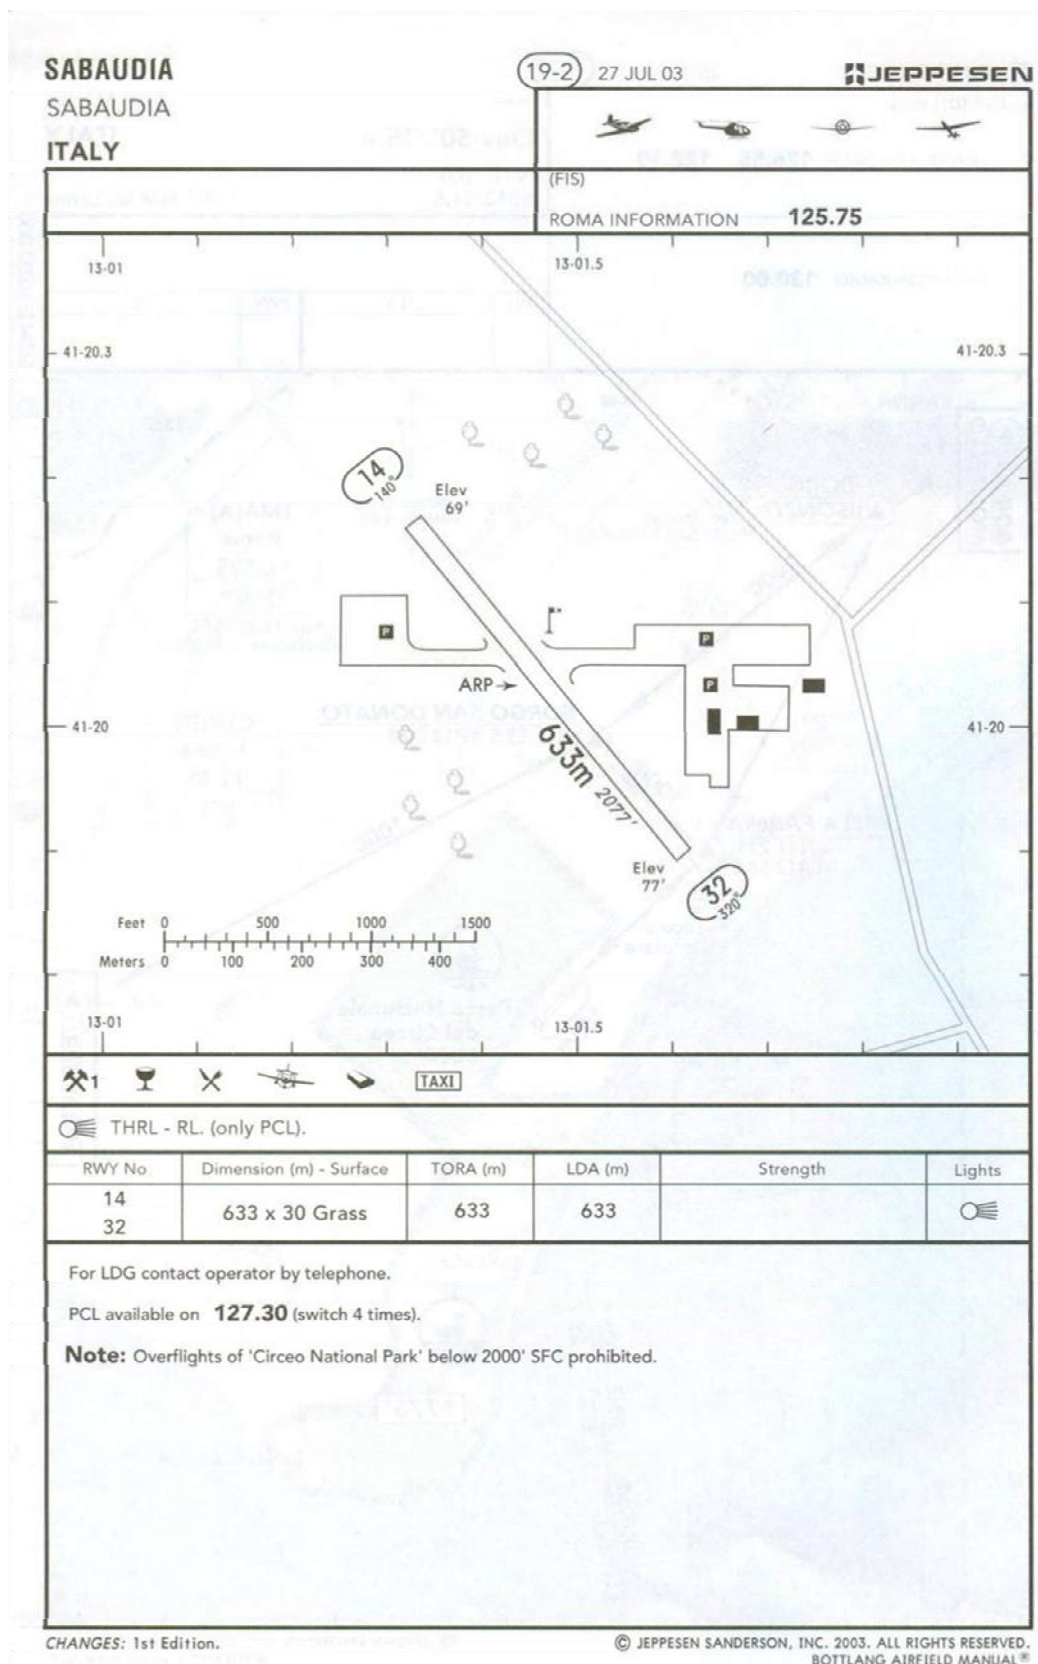 SABAUDIA
19-2 27 JUL 03
JEPPESEN
SABAUDIA
ITALY
(FIS)
ROMA INFORMATION 125.75
13-01
13-01.5
41-20.3
41-20.3
14
140°
Elev
69'
P
P
ARP
P
41-20
41-20
633m 2077'
Elev
77'
32
320°
Feet 0 500 1000 1500
Meters 0 100 200 300 400
13-01
13-01.5
1
TAXI
THRL - RL. (only PCL).
RWY No Dimension (m) - Surface TORA (m) LDA (m) Strength Lights
14
32
633 x 30 Grass 633 633
For LDG contact operator by telephone.
PCL available on 127.30 (switch 4 times).
Note: Overflights of 'Circeo National Park' below 2000' SFC prohibited.
CHANGES: 1st Edition.
© JEPPESEN SANDERSON, INC. 2003. ALL RIGHTS RESERVED.
BOTTLANG AIRFIELD MANUAL®